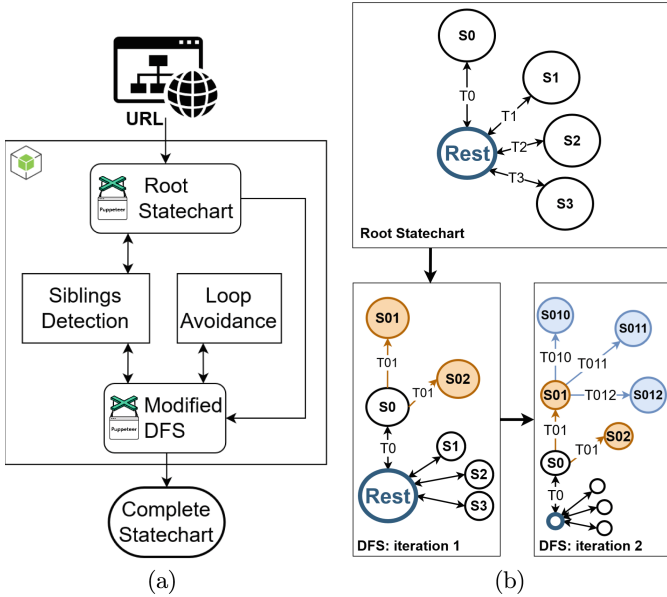 URL
Root
Statechart
Puppeteer
Siblings
Detection
Loop
Avoidance
Modified
DFS
Puppeteer
Complete
Statechart
(a)
S0
S1
T0
T1
Rest
T2
S2
T3
S3
Root Statechart
S01
T01
S02
T01
S0
T0
S1
Rest
S2
S3
DFS: iteration 1
S010
S011
T010
T011
S01
T012
S012
T01
T01
S02
S0
T0
DFS: iteration 2
(b)